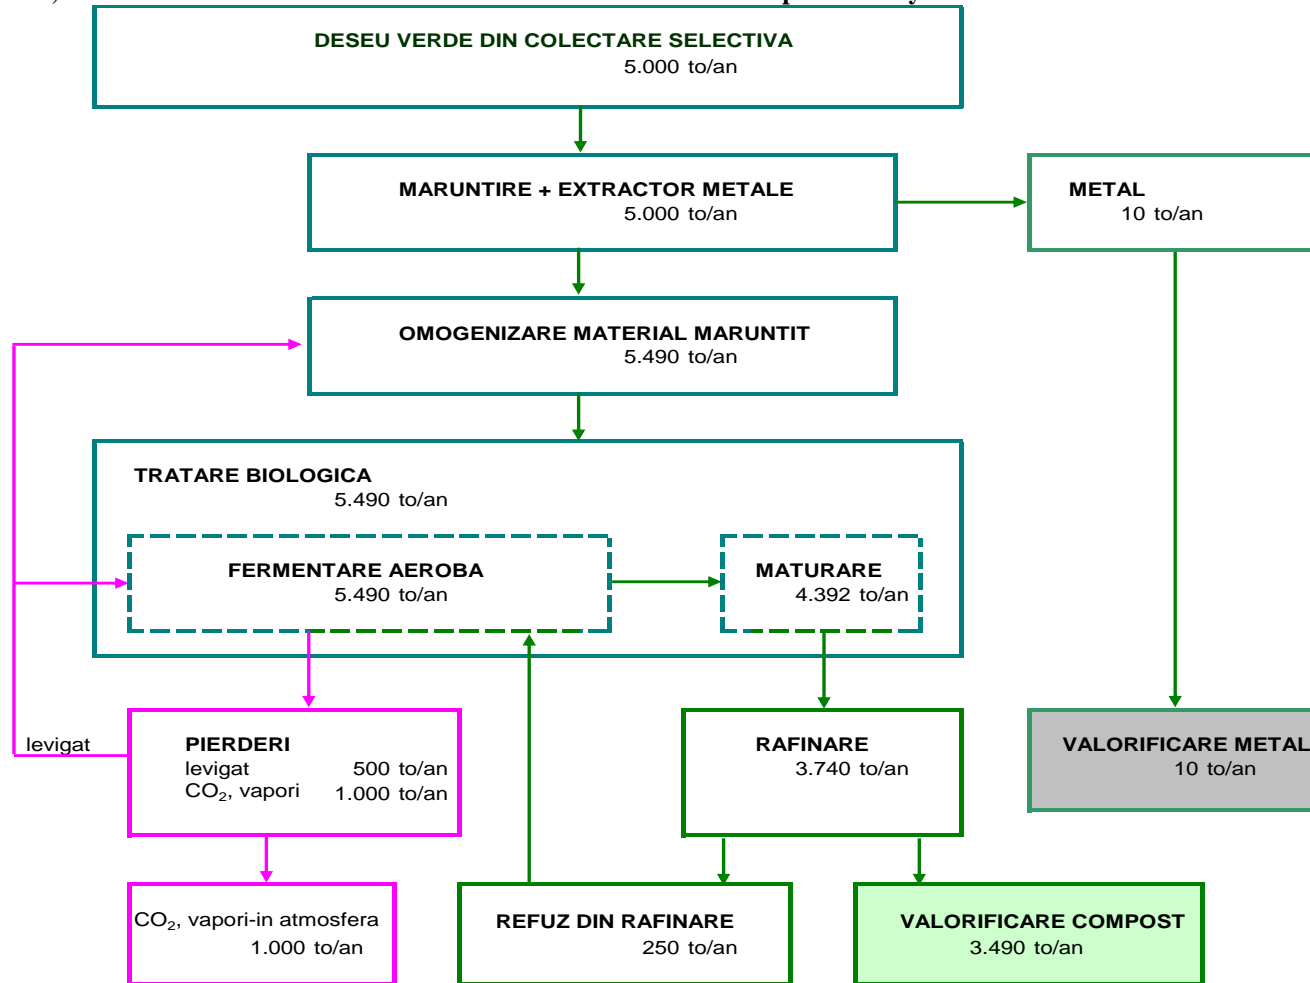 DESEU VERDE DIN COLECTARE SELECTIVA
5.000 to/an
MARUNTIRE + EXTRACTOR METALE
5.000 to/an
METAL
10 to/an
OMOGENIZARE MATERIAL MARUNTIT
5.490 to/an
TRATARE BIOLOGICA
5.490 to/an
FERMENTARE AEROBA
5.490 to/an
MATURARE
4.392 to/an
levigat
PIERDERI
levigat 500 to/an
CO₂, vapori 1.000 to/an
RAFINARE
3.740 to/an
VALORIFICARE METAL
10 to/an
CO₂, vapori-in atmosfera
1.000 to/an
REFUZ DIN RAFINARE
250 to/an
VALORIFICARE COMPOST
3.490 to/an